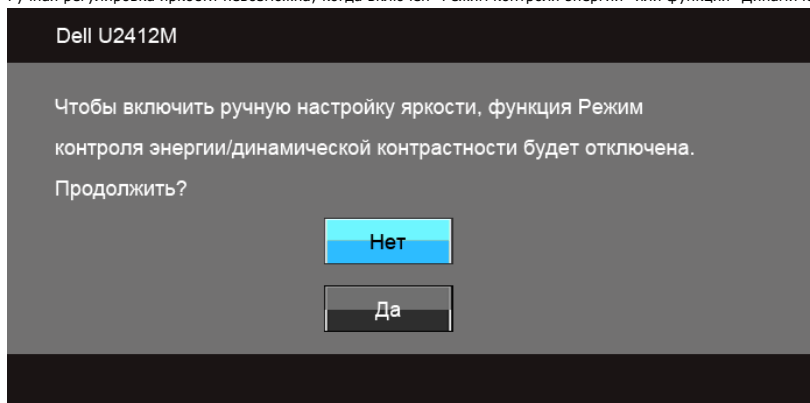 Dell U2412M
Чтобы включить ручную настройку яркости, функция Режим
контроля энергии/динамической контрастности будет отключена.
Продолжить?
Нет
Да